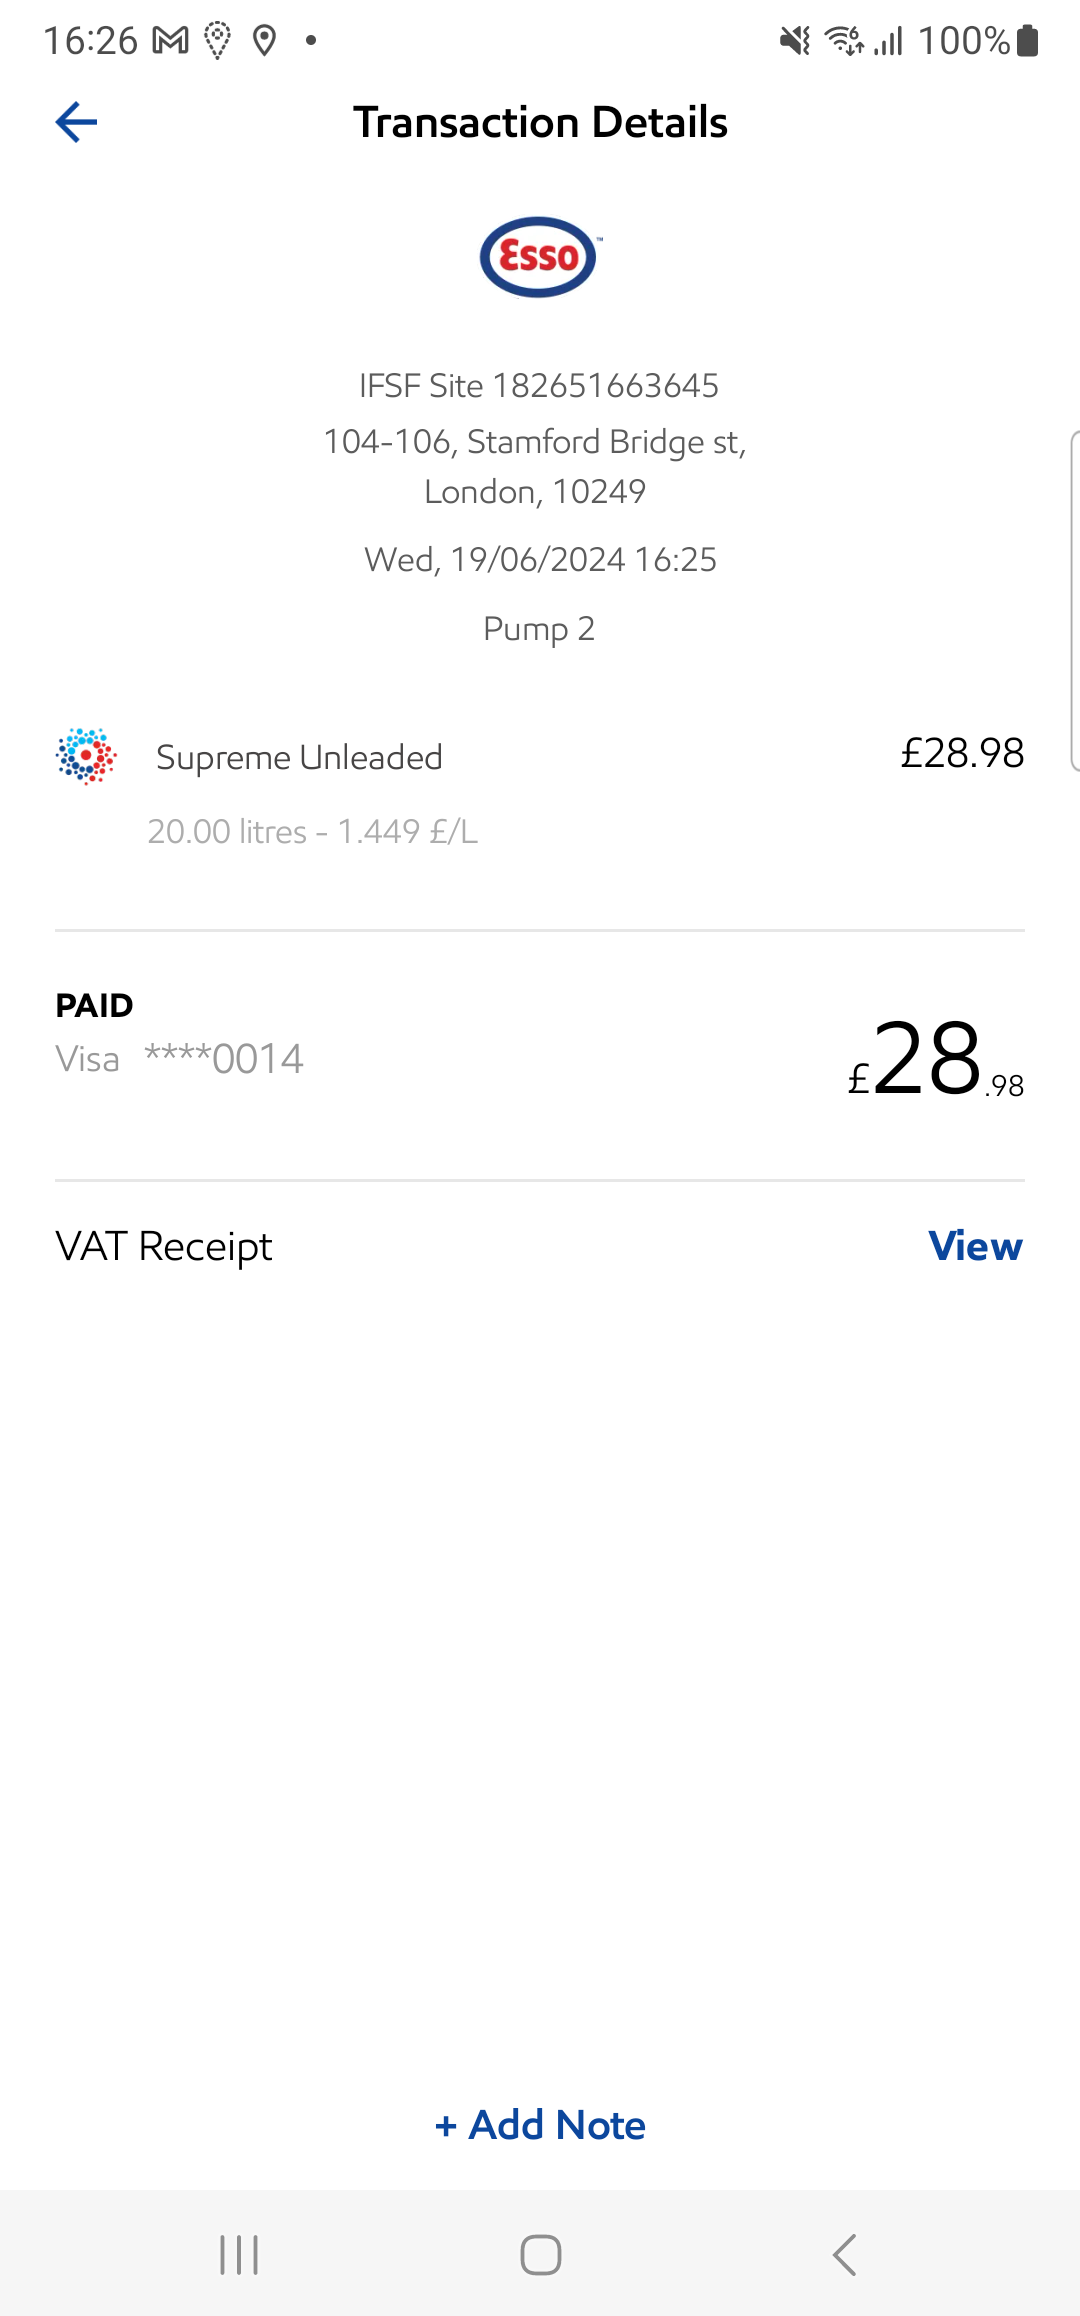 16:26
100%
Transaction Details
Esso
TM
IFSF Site 182651663645
104-106, Stamford Bridge st,
London, 10249
Wed, 19/06/2024 16:25
Pump 2
Supreme Unleaded £28.98
20.00 litres - 1.449 £/L
PAID
Visa ****0014
£28.98
VAT Receipt View
+ Add Note